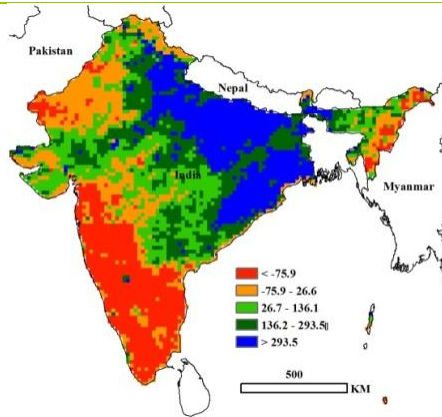 Pakistan
Nepal
India
Myanmar
< -75.9
-75.9 - 26.6
26.7 - 136.1
136.2 - 293.5
> 293.5
500
KM